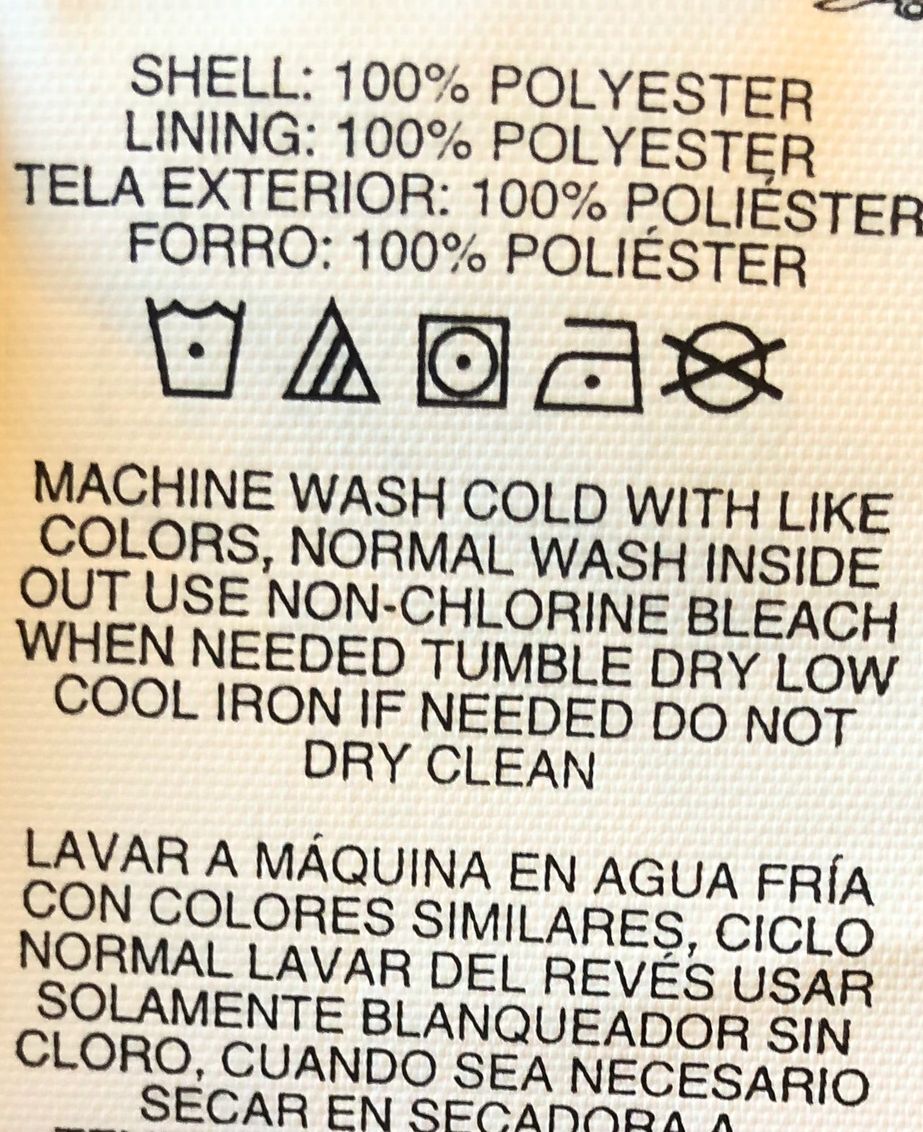 SHELL: 100% POLYESTER
LINING: 100% POLYESTER
TELA EXTERIOR: 100% POLIÉSTER
FORRO: 100% POLIÉSTER
MACHINE WASH COLD WITH LIKE
COLORS, NORMAL WASH INSIDE
OUT USE NON-CHLORINE BLEACH
WHEN NEEDED TUMBLE DRY LOW
COOL IRON IF NEEDED DO NOT
DRY CLEAN
LAVAR A MÁQUINA EN AGUA FRÍA
CON COLORES SIMILARES, CICLO
NORMAL LAVAR DEL REVÉS USAR
SOLAMENTE BLANQUEADOR SIN
CLORO, CUANDO SEA NECESARIO
SECAR EN SECADORA A